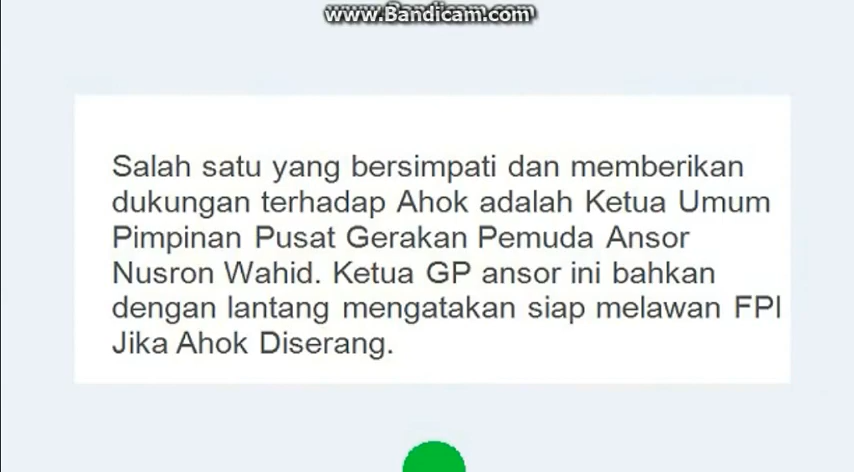 www.Bandicam.com
Salah satu yang bersimpati dan memberikan
dukungan terhadap Ahok adalah Ketua Umum
Pimpinan Pusat Gerakan Pemuda Ansor
Nusron Wahid. Ketua GP ansor ini bahkan
dengan lantang mengatakan siap melawan FPI
Jika Ahok Diserang.